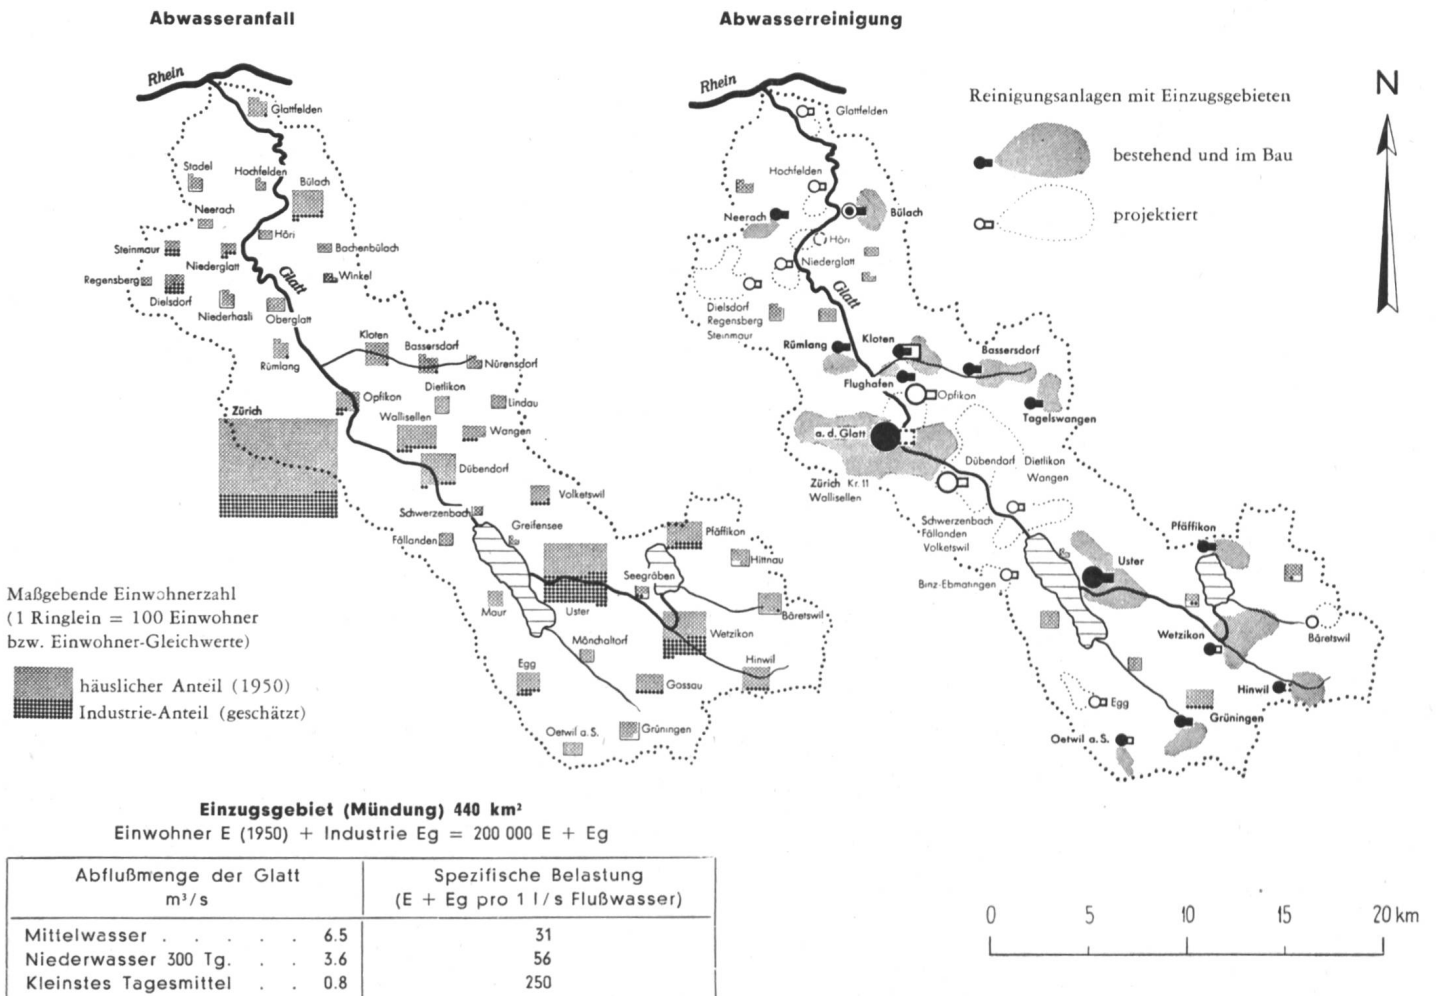 Abwasseranfall
Rhein
Glattfelden
Stadel
Hochfelden
Bülach
Neerach
Höri
Steinmaur
Niederglatt
Bachenbülach
Regensberg
Dielsdorf
Glatt
Winkel
Niederhasli
Oberglatt
Kloten
Rümlang
Bassersdorf
Nürensdorf
Opfikon
Dietlikon
Lindau
Zürich
Wallisellen
Wangen
Dübendorf
Volketswil
Schwerzenbach
Greifensee
Fällanden
Pfäffikon
Hittnau
Seegräben
Maur
Uster
Bäretswil
Wetzikon
Mönchaltorf
Egg
Hinwil
Gossau
Oetwil a. S.
Grüningen
Maßgebende Einwohnerzahl
(1 Ringlein = 100 Einwohner
bzw. Einwohner-Gleichwerte)
häuslicher Anteil (1950)
Industrie-Anteil (geschätzt)
Abwasserreinigung
Rhein
Glattfelden
Hochfelden
Neerach
Bülach
Höri
Niederglatt
Glatt
Dielsdorf
Regensberg
Steinmaur
Rümlang
Kloten
Bassersdorf
Flughafen
Opfikon
Tagelswangen
a. d. Glatt
Zürich Kr. 11
Wallisellen
Dübendorf
Dietlikon
Wangen
Schwerzenbach
Fällanden
Volketswil
Pfäffikon
Uster
Binz-Ebmatingen
Wetzikon
Bäretswil
Hinwil
Egg
Grüningen
Oetwil a. S.
Reinigungsanlagen mit Einzugsgebieten
bestehend und im Bau
projektiert
N
Einzugsgebiet (Mündung) 440 km²
Einwohner E (1950) + Industrie Eg = 200 000 E + Eg
Abflußmenge der Glatt
m³/s
Spezifische Belastung
(E + Eg pro 1 l/s Flußwasser)
Mittelwasser . . . . . 6.5 31
Niederwasser 300 Tg. . . 3.6 56
Kleinstes Tagesmittel . . 0.8 250
0 5 10 15 20 km